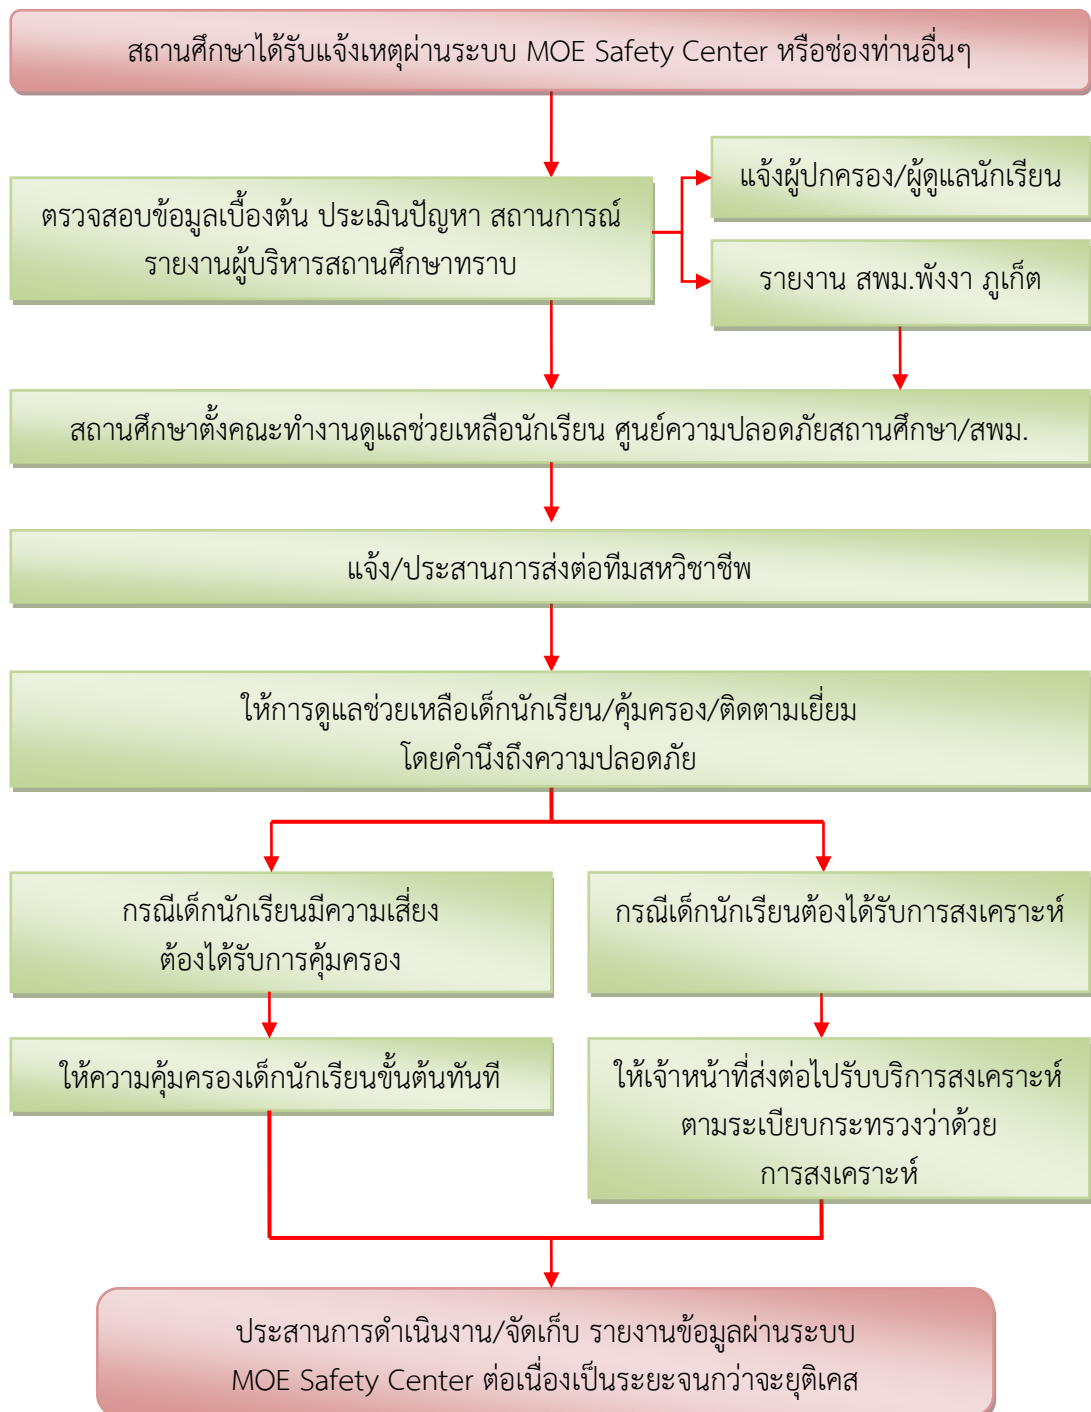 สถานศึกษาได้รับแจ้งเหตุผ่านระบบ MOE Safety Center หรือช่องท่านอื่นๆ
แจ้งผู้ปกครอง/ผู้ดูแลนักเรียน
ตรวจสอบข้อมูลเบื้องต้น ประเมินปัญหา สถานการณ์
รายงานผู้บริหารสถานศึกษาทราบ
รายงาน สพม.พังงา ภูเก็ต
สถานศึกษาตั้งคณะทำงานดูแลช่วยเหลือนักเรียน ศูนย์ความปลอดภัยสถานศึกษา/สพม.
แจ้ง/ประสานการส่งต่อทีมสหวิชาชีพ
ให้การดูแลช่วยเหลือเด็กนักเรียน/คุ้มครอง/ติดตามเยี่ยม
โดยคำนึงถึงความปลอดภัย
กรณีเด็กนักเรียนมีความเสี่ยง
ต้องได้รับการคุ้มครอง
กรณีเด็กนักเรียนต้องได้รับการสงเคราะห์
ให้ความคุ้มครองเด็กนักเรียนขั้นต้นทันที
ให้เจ้าหน้าที่ส่งต่อไปรับบริการสงเคราะห์
ตามระเบียบกระทรวงว่าด้วย
การสงเคราะห์
ประสานการดำเนินงาน/จัดเก็บ รายงานข้อมูลผ่านระบบ
MOE Safety Center ต่อเนื่องเป็นระยะจนกว่าจะยุติเคส